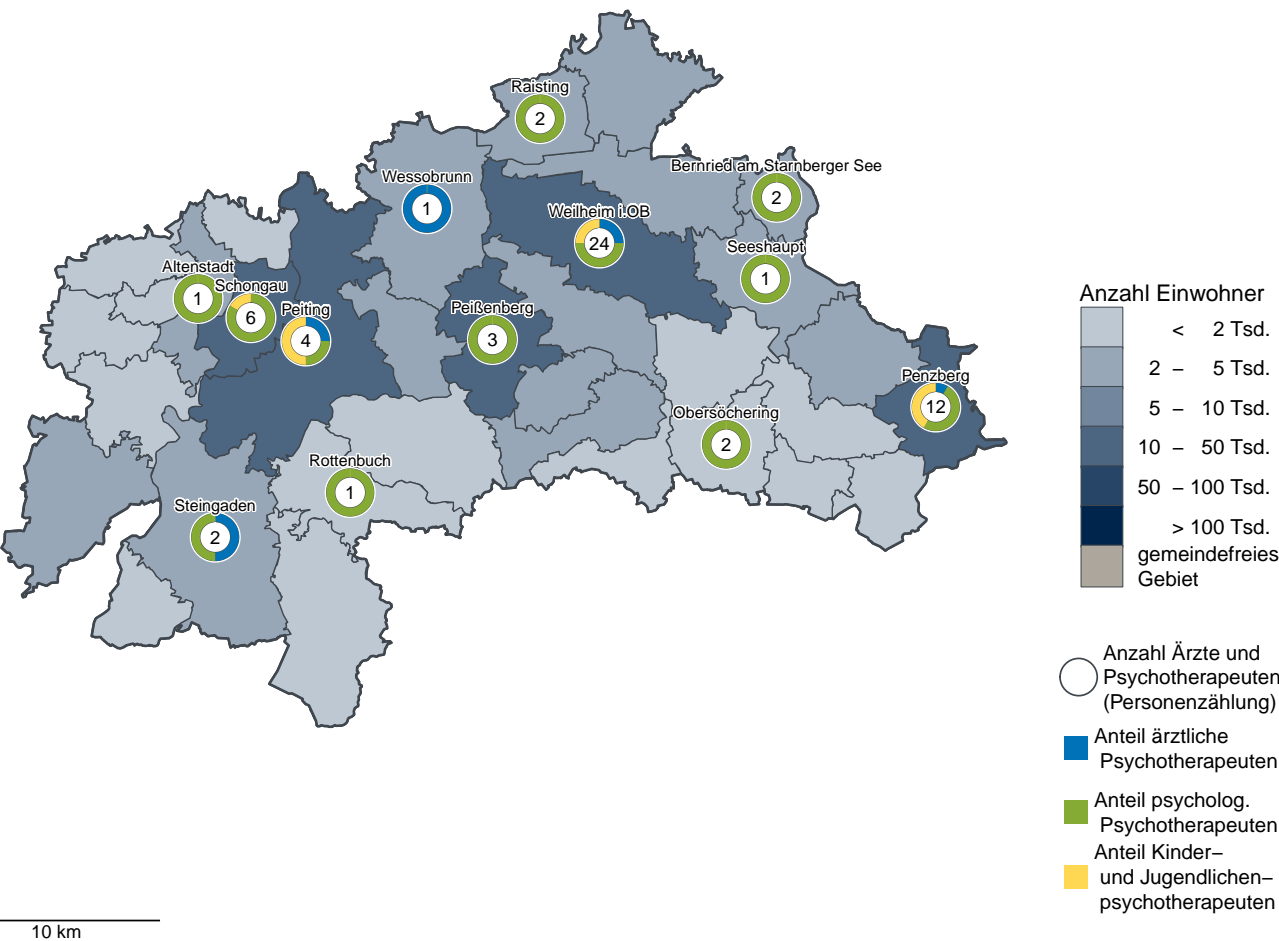 Raisting
2
Bernried am Starnberger See
2
Wessobrunn
1
Weilheim i.OB
24
Seeshaupt
1
Altenstadt
1
Schongau
6
Peiting
4
Peißenberg
3
Penzberg
12
Obersöchering
2
Rottenbuch
1
Steingaden
2
Anzahl Einwohner
< 2 Tsd.
2 – 5 Tsd.
5 – 10 Tsd.
10 – 50 Tsd.
50 – 100 Tsd.
> 100 Tsd.
gemeindefreies
Gebiet
Anzahl Ärzte und
Psychotherapeuten
(Personenzählung)
Anteil ärztliche
Psychotherapeuten
Anteil psycholog.
Psychotherapeuten
Anteil Kinder–
und Jugendlichen–
psychotherapeuten
10 km